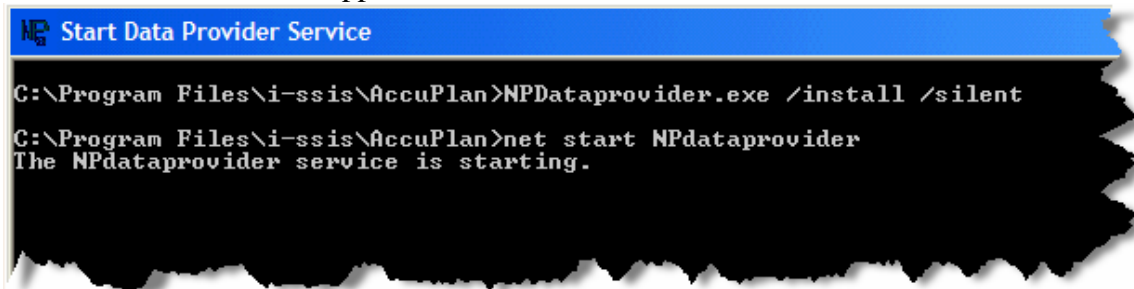 Start Data Provider Service
C:\Program Files\i-ssis\AccuPlan>NPDataprovider.exe /install /silent
C:\Program Files\i-ssis\AccuPlan>net start NPdataprovider
The NPdataprovider service is starting.